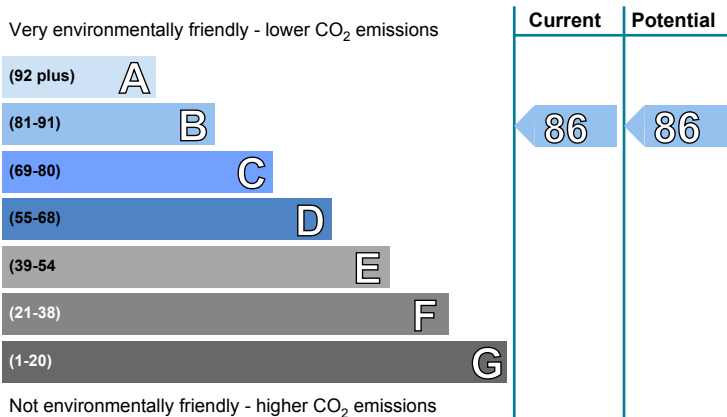 Very environmentally friendly - lower CO2 emissions
Current
Potential
(92 plus) A
(81-91) B
86
86
(69-80) C
(55-68) D
(39-54 E
(21-38) F
(1-20) G
Not environmentally friendly - higher CO2 emissions